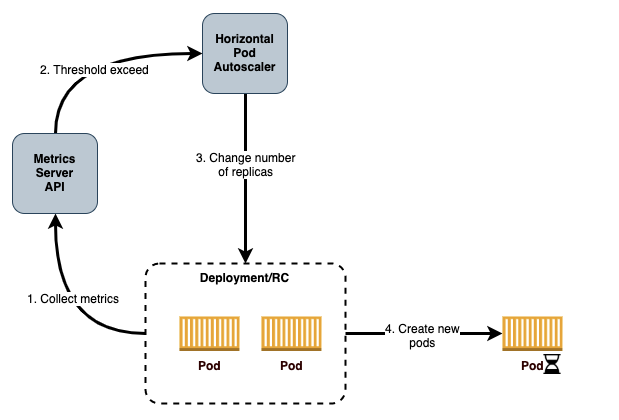 Horizontal
Pod
Autoscaler
2. Threshold exceed
Metrics
Server
API
3. Change number
of replicas
Deployment/RC
1. Collect metrics
4. Create new
pods
Pod
Pod
Pod